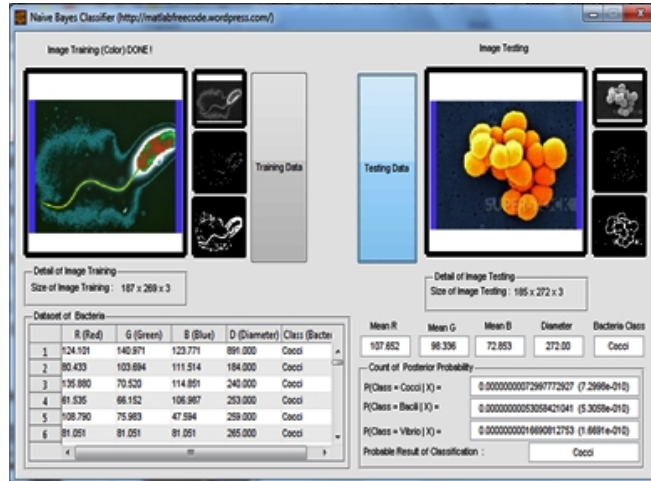 Naive Bayes Classifier (http://matlabfreecode.wordpress.com/)
Image Training (Color) DONE !
Image Testing
Training Data
Testing Data
Detail of Image Training
Size of Image Training : 187 x 269 x 3
Detail of Image Testing
Size of Image Testing : 185 x 272 x 3
Dataset of Bacteria
R (Red) G (Green) B (Blue) D (Diameter) Class (Bacter
1 124.101 140.971 123.771 891.000 Cocci
2 80.433 103.694 111.514 184.000 Cocci
3 135.880 70.520 114.851 240.000 Cocci
4 61.535 66.152 106.987 253.000 Cocci
5 108.790 75.983 47.594 259.000 Cocci
6 81.051 81.051 81.051 265.000 Cocci
Mean R Mean G Mean B Diameter Bacteria Class
107.652 98.336 72.853 272.00 Cocci
Count of Posterior Probability
P(Class = Cocci | X) = 0.00000000072997772927 (7.2998e-010)
P(Class = Bacili | X) = 0.00000000053058421041 (5.3058e-010)
P(Class = Vibrio | X) = 0.00000000016690812753 (1.6691e-010)
Probable Result of Classification : Cocci